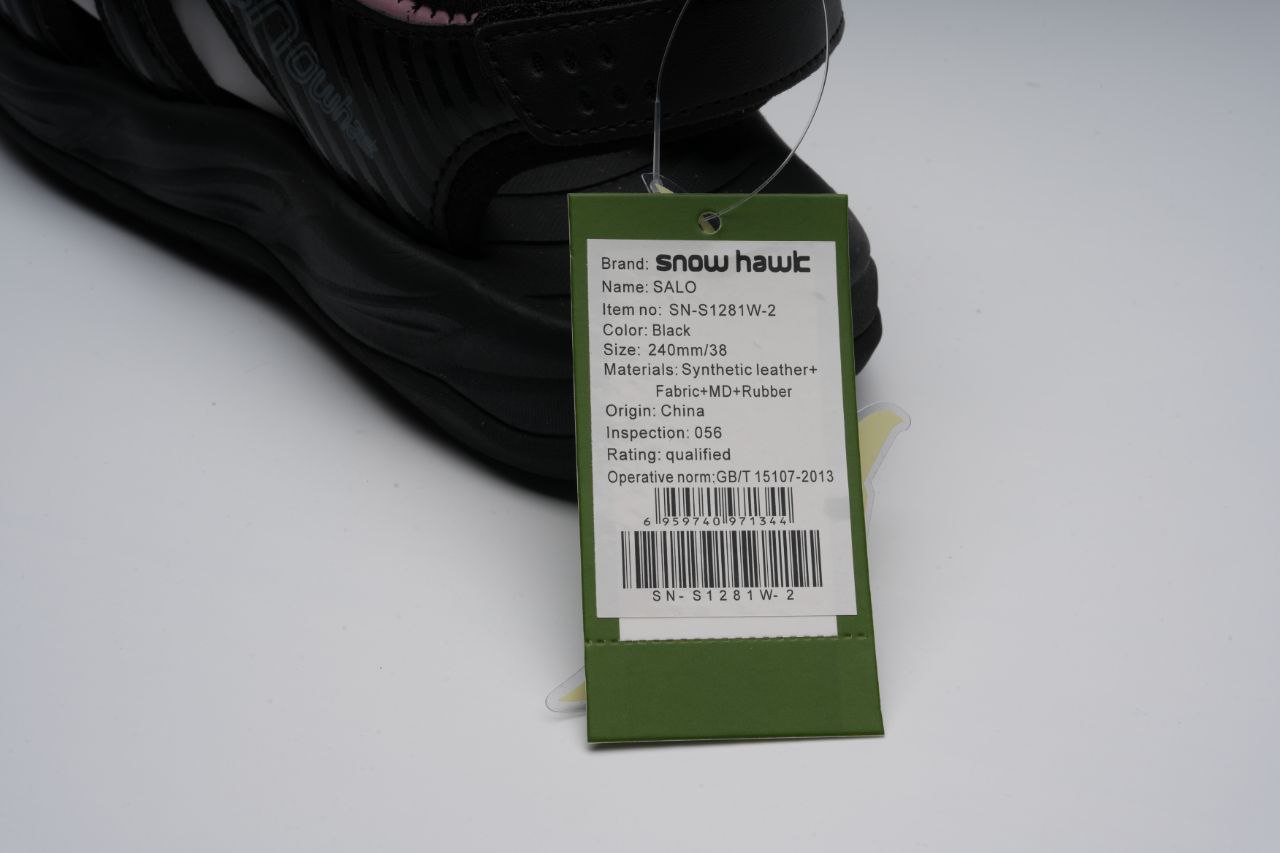 snowhawk
Brand: snow hawk
Name: SALO
Item no: SN-S1281W-2
Color: Black
Size: 240mm/38
Materials: Synthetic leather+
Fabric+MD+Rubber
Origin: China
Inspection: 056
Rating: qualified
Operative norm:GB/T 15107-2013
6 959740 971344
SN-S1281W-2